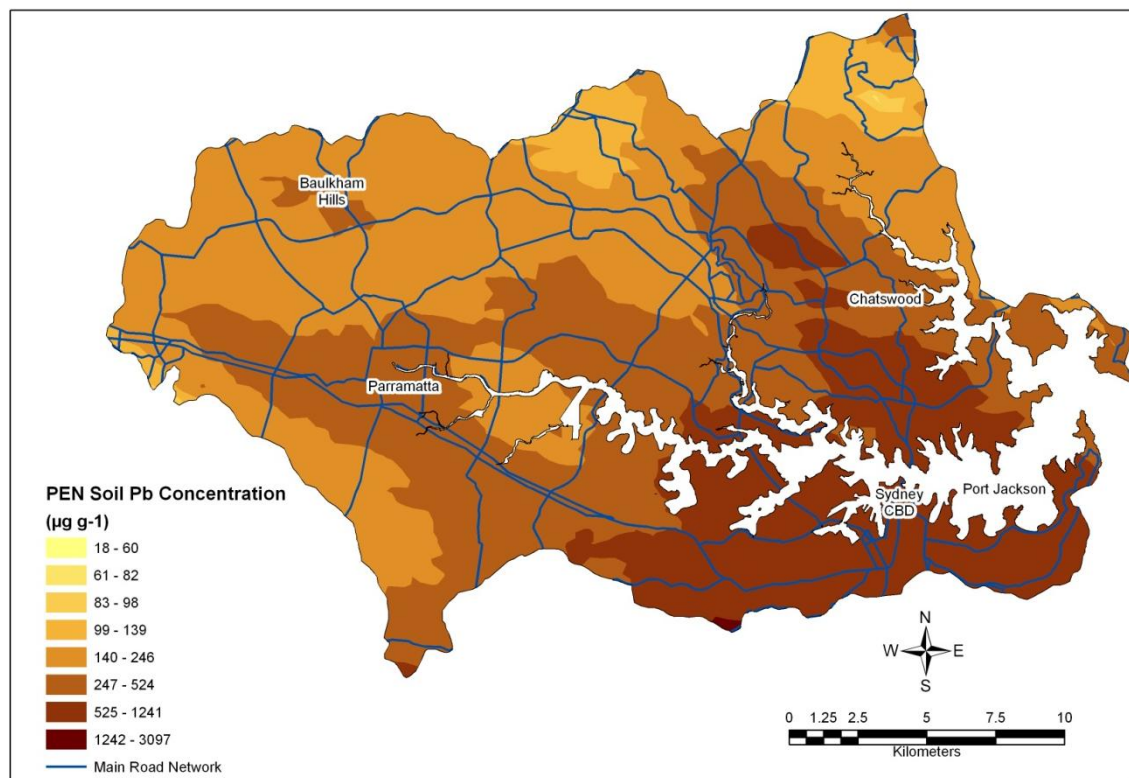 Baulkham
Hills
Chatswood
Parramatta
Sydney
CBD
Port Jackson
PEN Soil Pb Concentration
(µg g-1)
18 - 60
61 - 82
83 - 98
99 - 139
140 - 246
247 - 524
525 - 1241
1242 - 3097
Main Road Network
N
W E
S
0 1.25 2.5 5 7.5 10
Kilometers